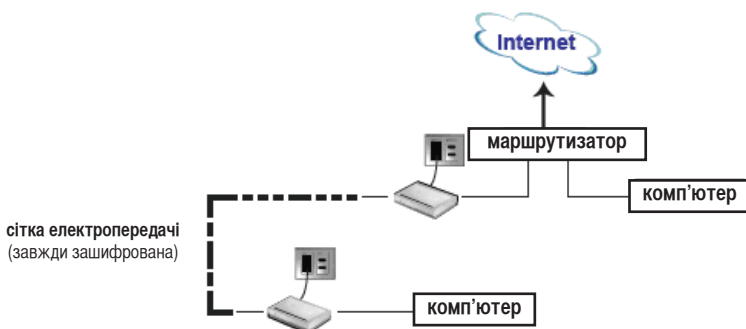 Internet
маршрутизатор
комп'ютер
сітка електропередачі
(завжди зашифрована)
комп'ютер